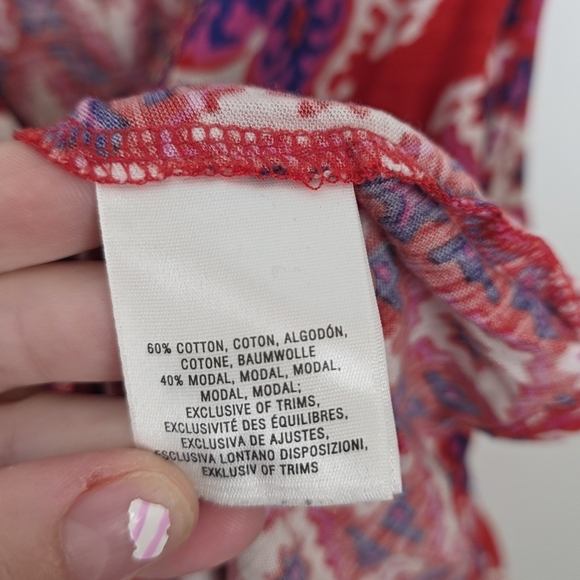 60% COTTON, COTON, ALGODÓN,
COTONE, BAUMWOLLE
40% MODAL, MODAL, MODAL,
MODAL, MODAL;
EXCLUSIVE OF TRIMS,
EXCLUSIVITÉ DES ÉQUILIBRES,
EXCLUSIVA DE AJUSTES,
ESCLUSIVA LONTANO DISPOSIZIONI,
EXKLUSIV OF TRIMS